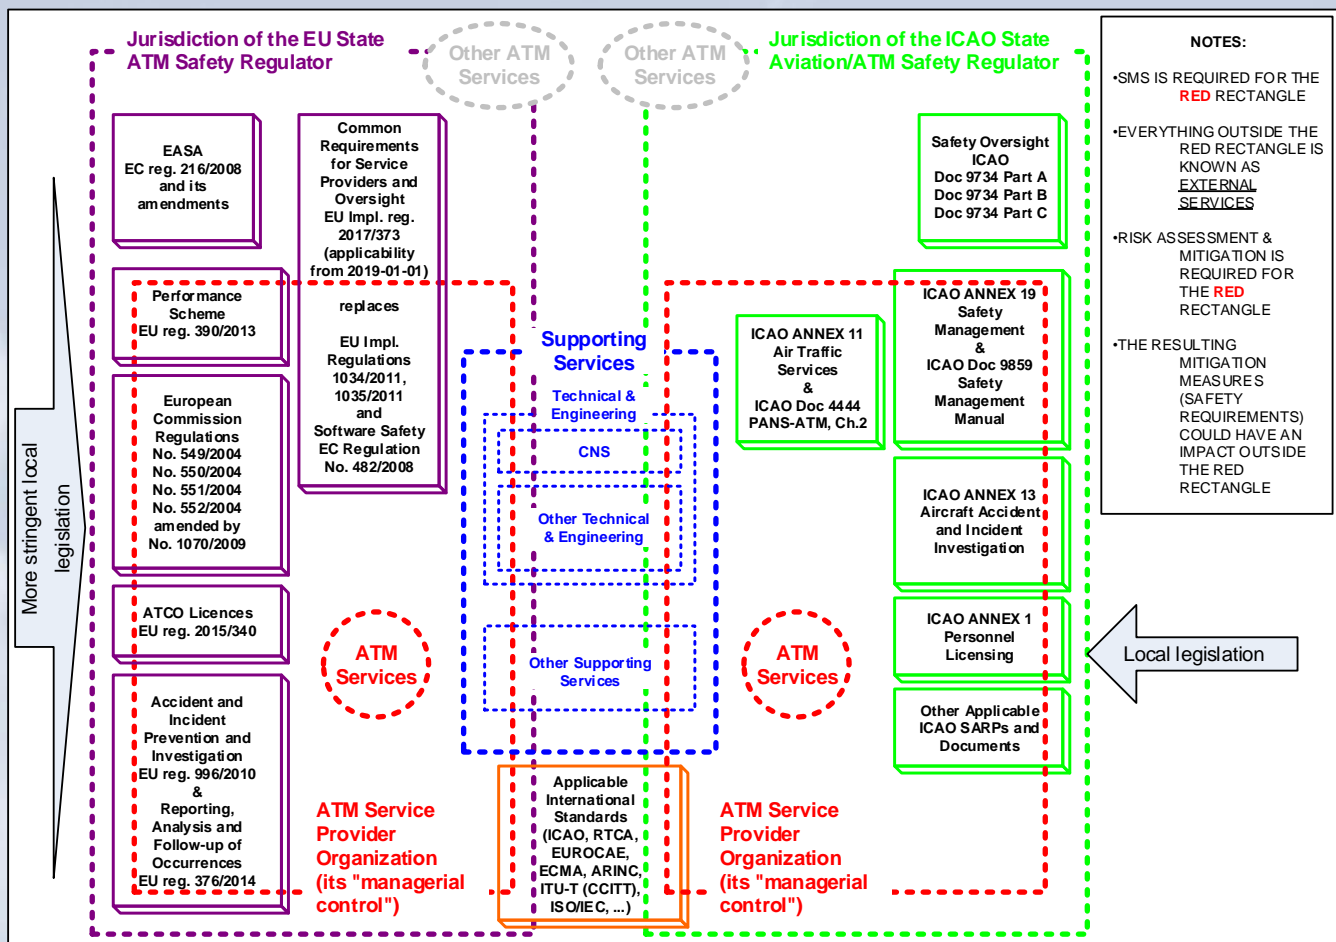 Jurisdiction of the EU State
ATM Safety Regulator
Other ATM
Services
Other ATM
Services
Jurisdiction of the ICAO State
Aviation/ATM Safety Regulator
EASA
EC reg. 216/2008
and its
amendments
Common
Requirements
for Service
Providers and
Oversight
EU Impl. reg.
2017/373
(applicability
from 2019-01-01)
replaces
EU Impl.
Regulations
1034/2011,
1035/2011
and
Software Safety
EC Regulation
No. 482/2008
Performance
Scheme
EU reg. 390/2013
European
Commission
Regulations
No. 549/2004
No. 550/2004
No. 551/2004
No. 552/2004
amended by
No. 1070/2009
ATCO Licences
EU reg. 2015/340
Accident and
Incident
Prevention and
Investigation
EU reg. 996/2010
&
Reporting,
Analysis and
Follow-up of
Occurrences
EU reg. 376/2014
More stringent local
legislation
ATM
Services
ATM Service
Provider
Organization
(its "managerial
control")
Supporting
Services
Technical &
Engineering
CNS
Other Technical
& Engineering
Other Supporting
Services
Applicable
International
Standards
(ICAO, RTCA,
EUROCAE,
ECMA, ARINC,
ITU-T (CCITT),
ISO/IEC, ...)
ATM
Services
ATM Service
Provider
Organization
(its "managerial
control")
Safety Oversight
ICAO
Doc 9734 Part A
Doc 9734 Part B
Doc 9734 Part C
ICAO ANNEX 11
Air Traffic
Services
&
ICAO Doc 4444
PANS-ATM, Ch.2
ICAO ANNEX 19
Safety
Management
&
ICAO Doc 9859
Safety
Management
Manual
ICAO ANNEX 13
Aircraft Accident
and Incident
Investigation
ICAO ANNEX 1
Personnel
Licensing
Other Applicable
ICAO SARPs and
Documents
Local legislation
NOTES:
•SMS IS REQUIRED FOR THE
RED RECTANGLE
•EVERYTHING OUTSIDE THE
RED RECTANGLE IS
KNOWN AS
EXTERNAL
SERVICES
•RISK ASSESSMENT &
MITIGATION IS
REQUIRED FOR
THE RED
RECTANGLE
•THE RESULTING
MITIGATION
MEASURES
(SAFETY
REQUIREMENTS)
COULD HAVE AN
IMPACT OUTSIDE
THE RED
RECTANGLE